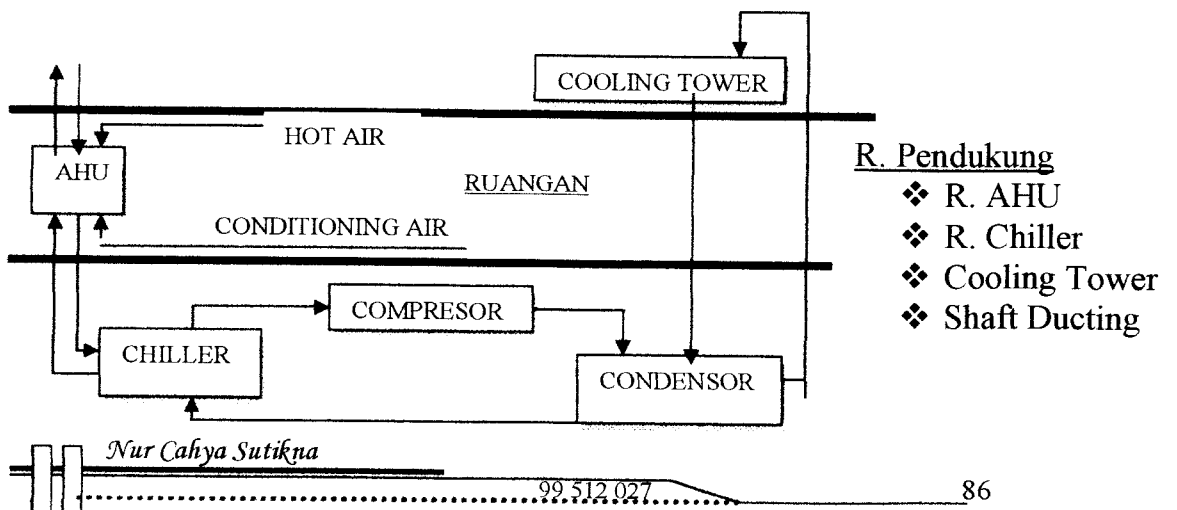 COOLING TOWER
HOT AIR
AHU
RUANGAN
CONDITIONING AIR
COMPRESOR
CHILLER
CONDENSOR
R. Pendukung
❖ R. AHU
❖ R. Chiller
❖ Cooling Tower
❖ Shaft Ducting
Nur Cahya Sutikna
99 512 027
86